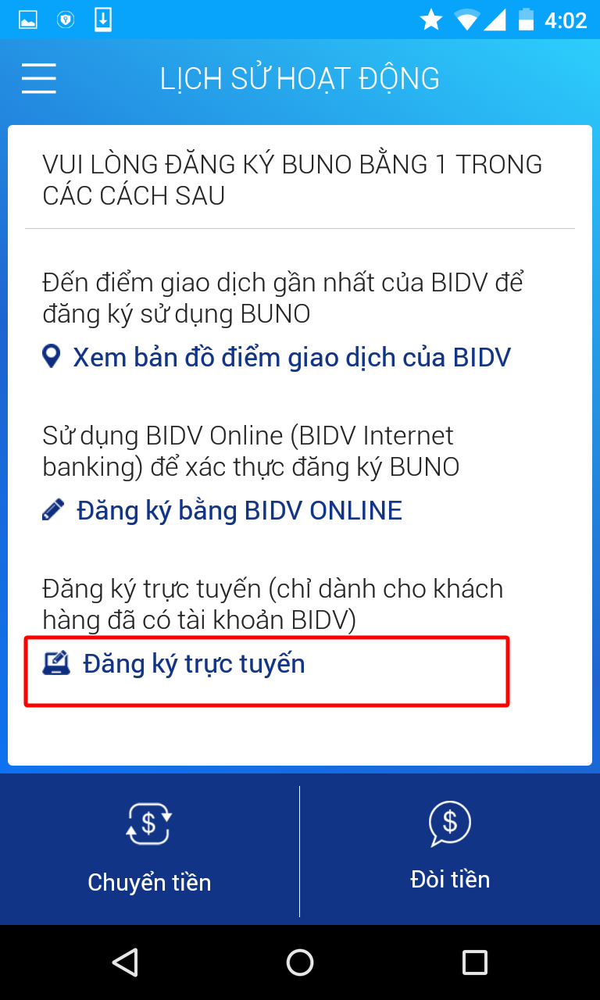 4:02
LỊCH SỬ HOẠT ĐỘNG
VUI LÒNG ĐĂNG KÝ BUNO BẰNG 1 TRONG
CÁC CÁCH SAU
Đến điểm giao dịch gần nhất của BIDV để
đăng ký sử dụng BUNO
Xem bản đồ điểm giao dịch của BIDV
Sử dụng BIDV Online (BIDV Internet
banking) để xác thực đăng ký BUNO
Đăng ký bằng BIDV ONLINE
Đăng ký trực tuyến (chỉ dành cho khách
hàng đã có tài khoản BIDV)
Đăng ký trực tuyến
$
$
Chuyển tiền
Đòi tiền